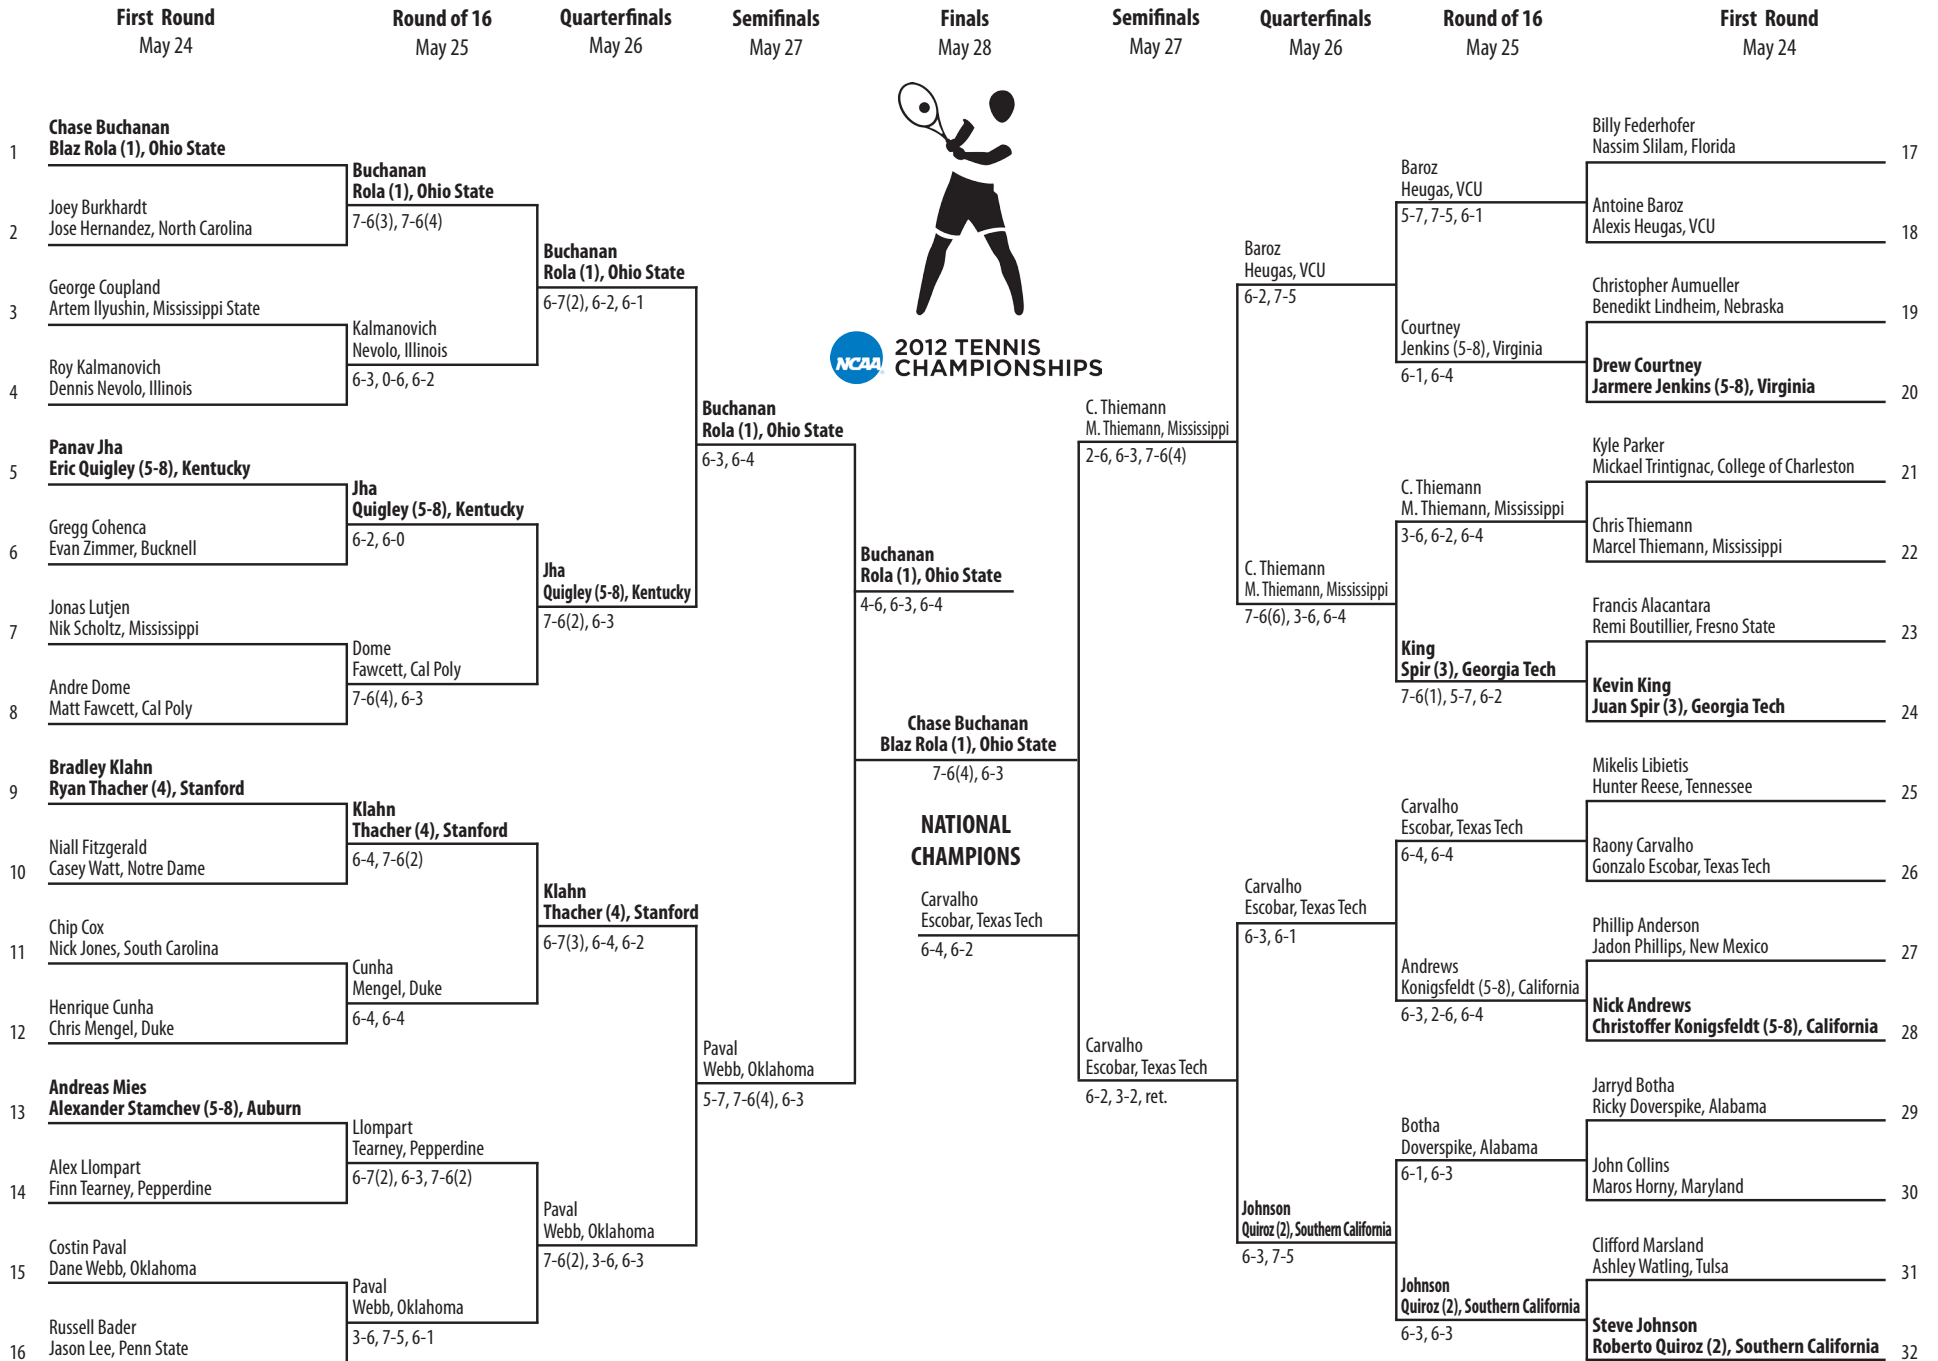 First Round
May 24
Round of 16
May 25
Quarterfinals
May 26
Semifinals
May 27
Finals
May 28
Semifinals
May 27
Quarterfinals
May 26
Round of 16
May 25
First Round
May 24
1
Chase Buchanan
Blaz Rola (1), Ohio State
2
Joey Burkhardt
Jose Hernandez, North Carolina
3
George Coupland
Artem Ilyushin, Mississippi State
4
Roy Kalmanovich
Dennis Nevolo, Illinois
5
Panav Jha
Eric Quigley (5-8), Kentucky
6
Gregg Cohenca
Evan Zimmer, Bucknell
7
Jonas Lutjen
Nik Scholtz, Mississippi
8
Andre Dome
Matt Fawcett, Cal Poly
9
Bradley Klahn
Ryan Thacher (4), Stanford
10
Niall Fitzgerald
Casey Watt, Notre Dame
11
Chip Cox
Nick Jones, South Carolina
12
Henrique Cunha
Chris Mengel, Duke
13
Andreas Mies
Alexander Stamchev (5-8), Auburn
14
Alex Llompart
Finn Tearney, Pepperdine
15
Costin Paval
Dane Webb, Oklahoma
16
Russell Bader
Jason Lee, Penn State
Buchanan
Rola (1), Ohio State
7-6(3), 7-6(4)
Kalmanovich
Nevolo, Illinois
6-3, 0-6, 6-2
Jha
Quigley (5-8), Kentucky
6-2, 6-0
Dome
Fawcett, Cal Poly
7-6(4), 6-3
Klahn
Thacher (4), Stanford
6-4, 7-6(2)
Cunha
Mengel, Duke
6-4, 6-4
Llompart
Tearney, Pepperdine
6-7(2), 6-3, 7-6(2)
Paval
Webb, Oklahoma
3-6, 7-5, 6-1
Buchanan
Rola (1), Ohio State
6-7(2), 6-2, 6-1
Jha
Quigley (5-8), Kentucky
7-6(2), 6-3
Klahn
Thacher (4), Stanford
6-7(3), 6-4, 6-2
Paval
Webb, Oklahoma
7-6(2), 3-6, 6-3
Buchanan
Rola (1), Ohio State
6-3, 6-4
Paval
Webb, Oklahoma
5-7, 7-6(4), 6-3
Buchanan
Rola (1), Ohio State
4-6, 6-3, 6-4
NCAA
2012 TENNIS
CHAMPIONSHIPS
Chase Buchanan
Blaz Rola (1), Ohio State
7-6(4), 6-3
NATIONAL
CHAMPIONS
Carvalho
Escobar, Texas Tech
6-4, 6-2
C. Thiemann
M. Thiemann, Mississippi
2-6, 6-3, 7-6(4)
Carvalho
Escobar, Texas Tech
6-2, 3-2, ret.
Baroz
Heugas, VCU
6-2, 7-5
C. Thiemann
M. Thiemann, Mississippi
7-6(6), 3-6, 6-4
Carvalho
Escobar, Texas Tech
6-3, 6-1
Johnson
Quiroz (2), Southern California
6-3, 7-5
Baroz
Heugas, VCU
5-7, 7-5, 6-1
Courtney
Jenkins (5-8), Virginia
6-1, 6-4
C. Thiemann
M. Thiemann, Mississippi
3-6, 6-2, 6-4
King
Spir (3), Georgia Tech
7-6(1), 5-7, 6-2
Carvalho
Escobar, Texas Tech
6-4, 6-4
Andrews
Konigsfeldt (5-8), California
6-3, 2-6, 6-4
Botha
Doverspike, Alabama
6-1, 6-3
Johnson
Quiroz (2), Southern California
6-3, 6-3
Billy Federhofer
Nassim Slilam, Florida
17
Antoine Baroz
Alexis Heugas, VCU
18
Christopher Aumueller
Benedikt Lindheim, Nebraska
19
Drew Courtney
Jarmere Jenkins (5-8), Virginia
20
Kyle Parker
Mickael Trintignac, College of Charleston
21
Chris Thiemann
Marcel Thiemann, Mississippi
22
Francis Alacantara
Remi Boutillier, Fresno State
23
Kevin King
Juan Spir (3), Georgia Tech
24
Mikelis Libietis
Hunter Reese, Tennessee
25
Raony Carvalho
Gonzalo Escobar, Texas Tech
26
Phillip Anderson
Jadon Phillips, New Mexico
27
Nick Andrews
Christoffer Konigsfeldt (5-8), California
28
Jarryd Botha
Ricky Doverspike, Alabama
29
John Collins
Maros Horny, Maryland
30
Clifford Marsland
Ashley Watling, Tulsa
31
Steve Johnson
Roberto Quiroz (2), Southern California
32